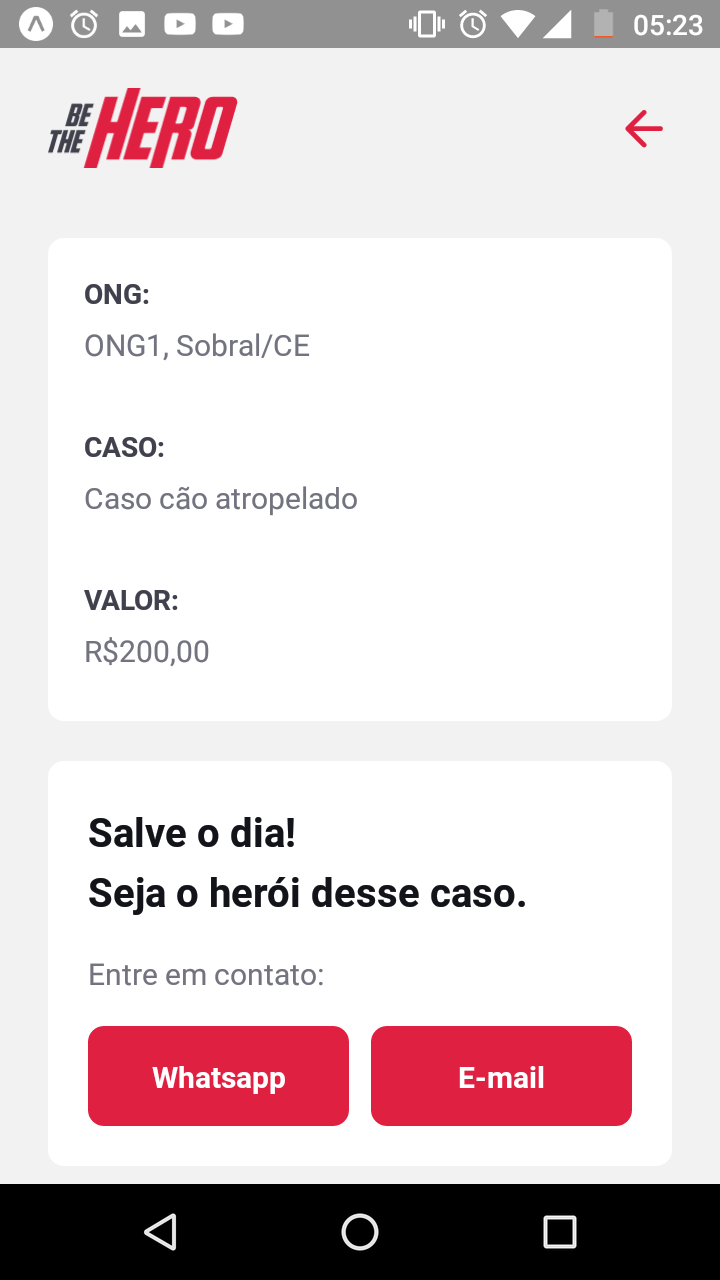 05:23
BE
THE HERO
ONG:
ONG1, Sobral/CE
CASO:
Caso cão atropelado
VALOR:
R$200,00
Salve o dia!
Seja o herói desse caso.
Entre em contato:
Whatsapp E-mail